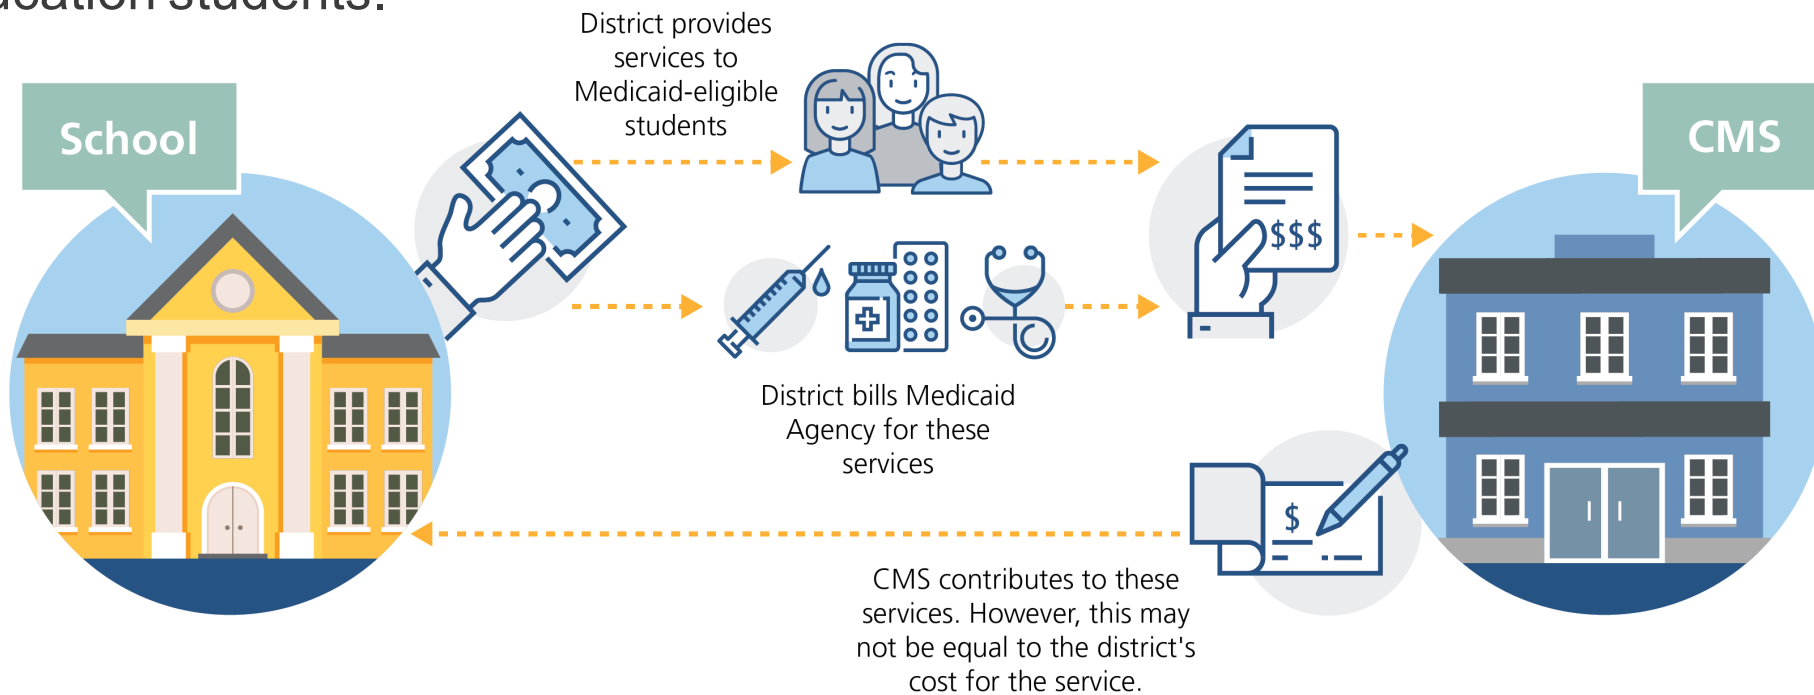 students:
District provides
services to
Medicaid-eligible
students
School
CMS
$$$
District bills Medicaid
Agency for these
services
$
CMS contributes to these
services. However, this may
not be equal to the district's
cost for the service.